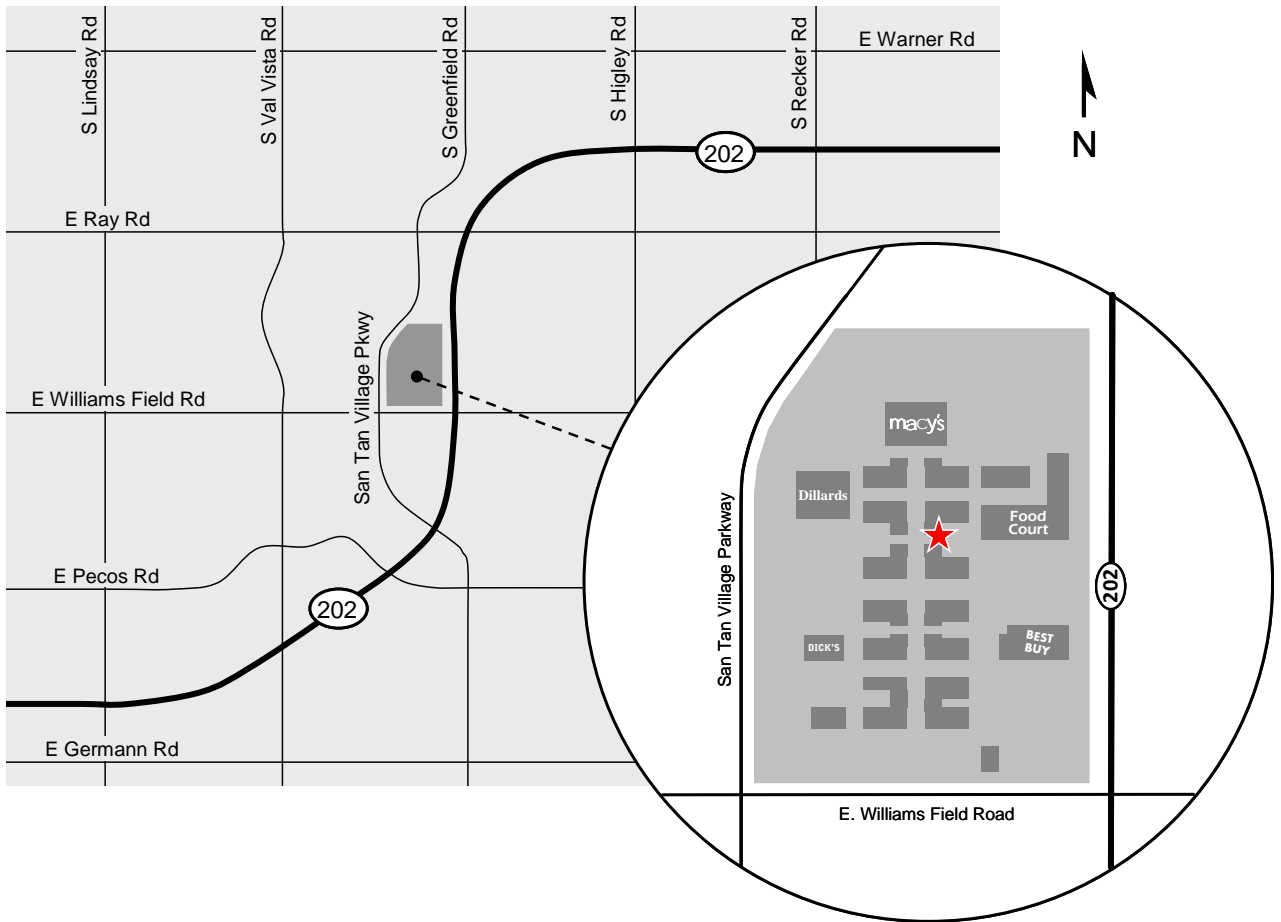 S Lindsay Rd
S Val Vista Rd
S Greenfield Rd
S Higley Rd
S Recker Rd
E Warner Rd
202
N
E Ray Rd
San Tan Village Pkwy
E Williams Field Rd
E Pecos Rd
202
E Germann Rd
macy's
Dillards
Food
Court
San Tan Village Parkway
202
DICK'S
BEST
BUY
E. Williams Field Road